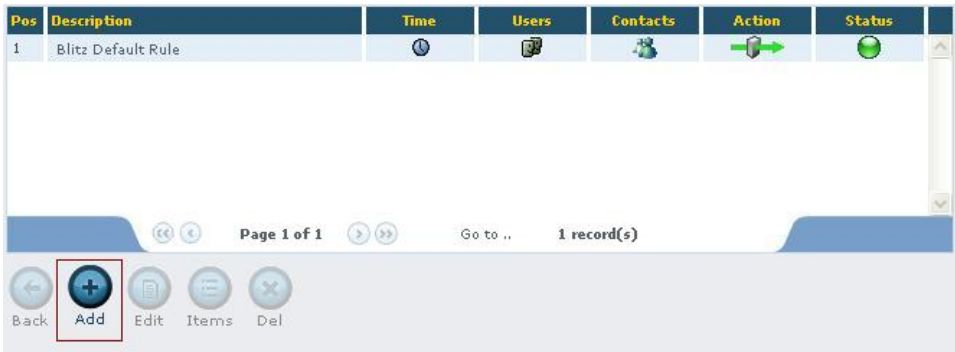 Pos Description Time Users Contacts Action Status
1 Blitz Default Rule
Page 1 of 1 Go to .. 1 record(s)
Back Add Edit Items Del